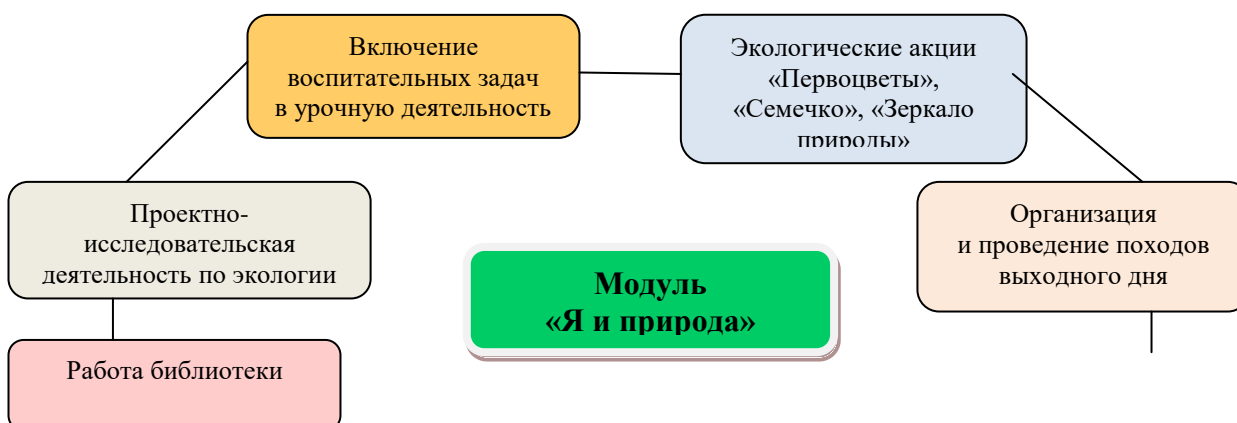 Включение
воспитательных задач
в урочную деятельность
Экологические акции
«Первоцветы»,
«Семечко», «Зеркало
природы»
Проектно-
исследовательская
деятельность по экологии
Организация
и проведение походов
выходного дня
Модуль
«Я и природа»
Работа библиотеки